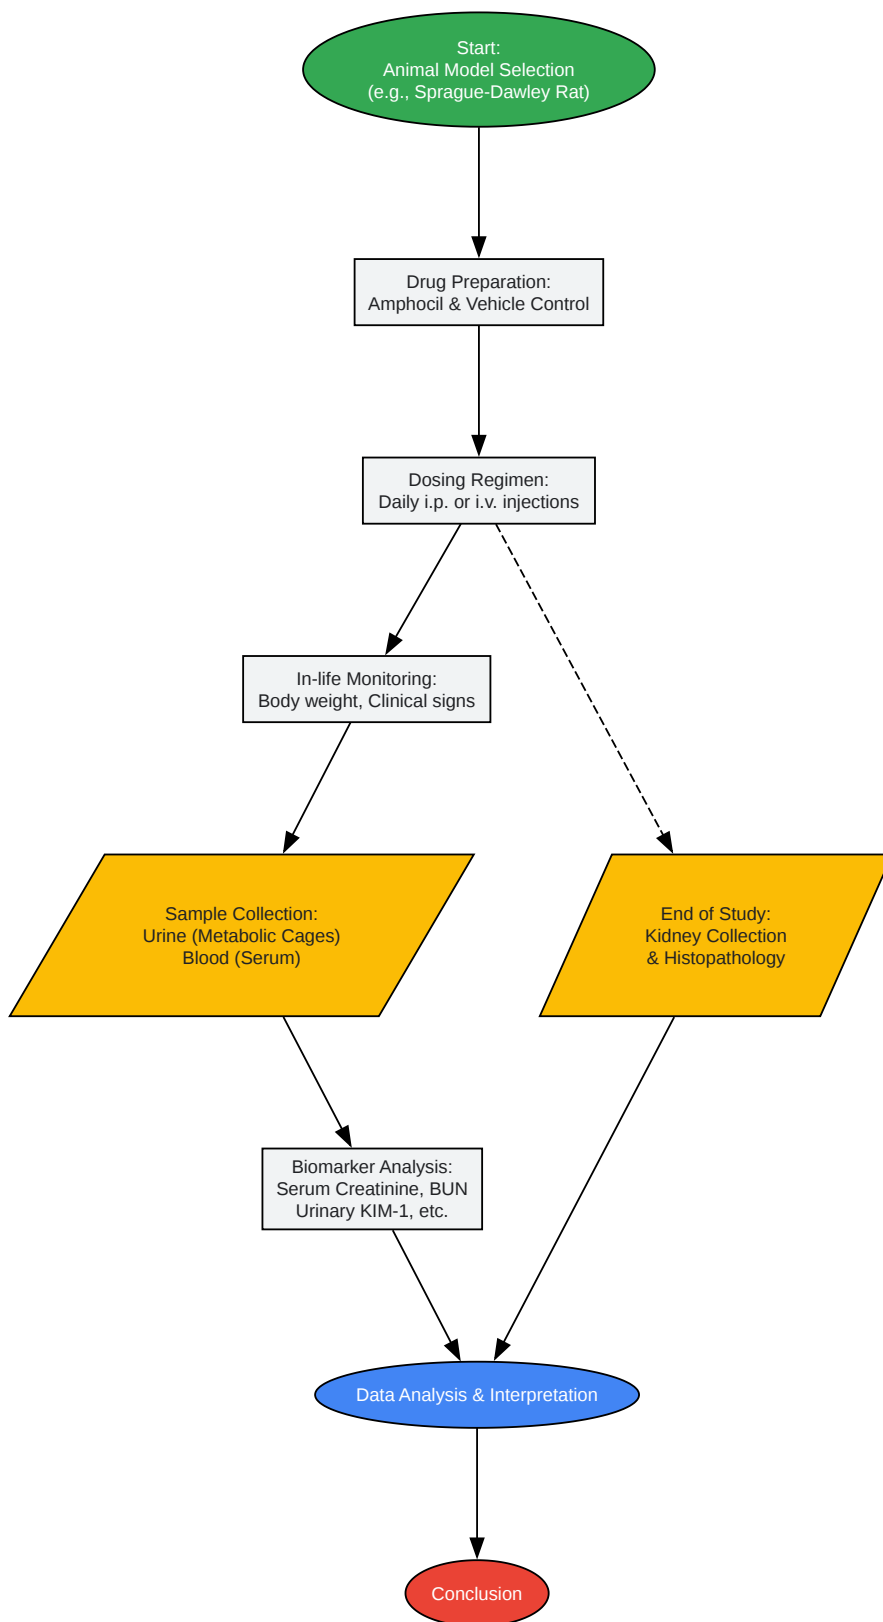 Start:
Animal Model Selection
(e.g., Sprague-Dawley Rat)
Drug Preparation:
Amphocil & Vehicle Control
Dosing Regimen:
Daily i.p. or i.v. injections
In-life Monitoring:
Body weight, Clinical signs
Sample Collection:
Urine (Metabolic Cages)
Blood (Serum)
End of Study:
Kidney Collection
& Histopathology
Biomarker Analysis:
Serum Creatinine, BUN
Urinary KIM-1, etc.
Data Analysis & Interpretation
Conclusion